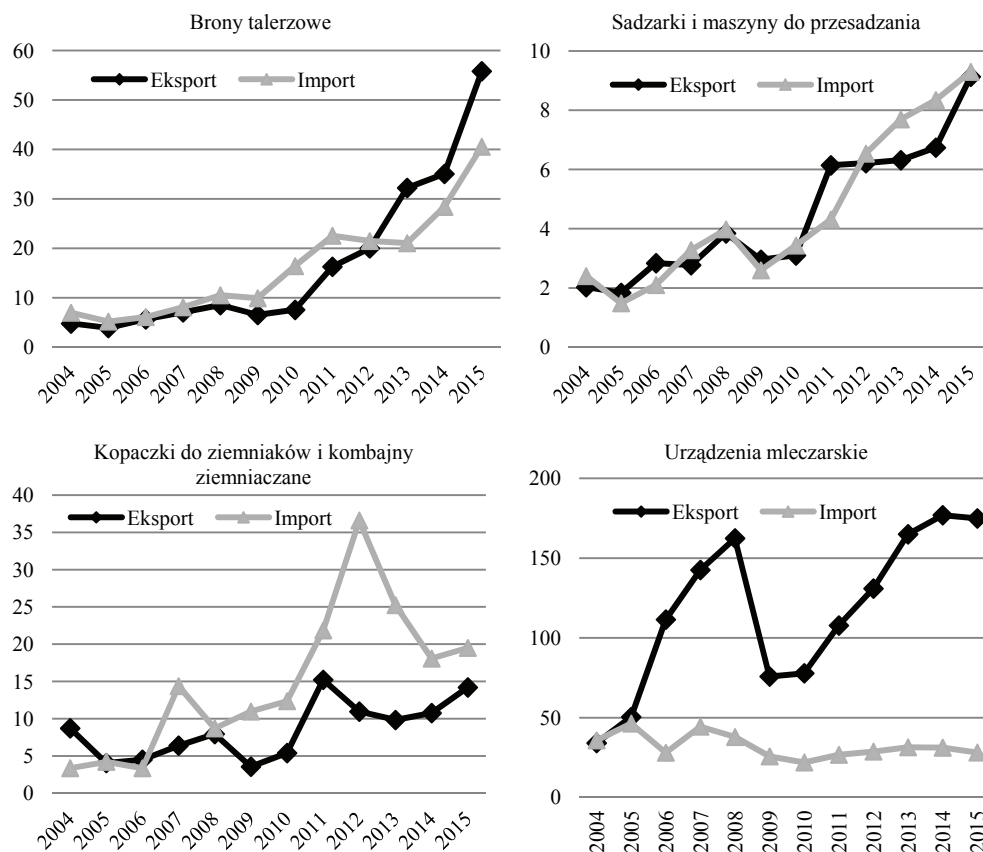 Brony talerzowe
60
50
40
30
20
10
0
Eksport Import
2004 2005 2006 2007 2008 2009 2010 2011 2012 2013 2014 2015
Sadzarki i maszyny do przesadzania
10
8
6
4
2
0
Eksport Import
2004 2005 2006 2007 2008 2009 2010 2011 2012 2013 2014 2015
Kopaczki do ziemniaków i kombajny
ziemniaczane
40
35
30
25
20
15
10
5
0
Eksport Import
2004 2005 2006 2007 2008 2009 2010 2011 2012 2013 2014 2015
Urządzenia mleczarskie
200
150
100
50
0
Eksport Import
2004 2005 2006 2007 2008 2009 2010 2011 2012 2013 2014 2015